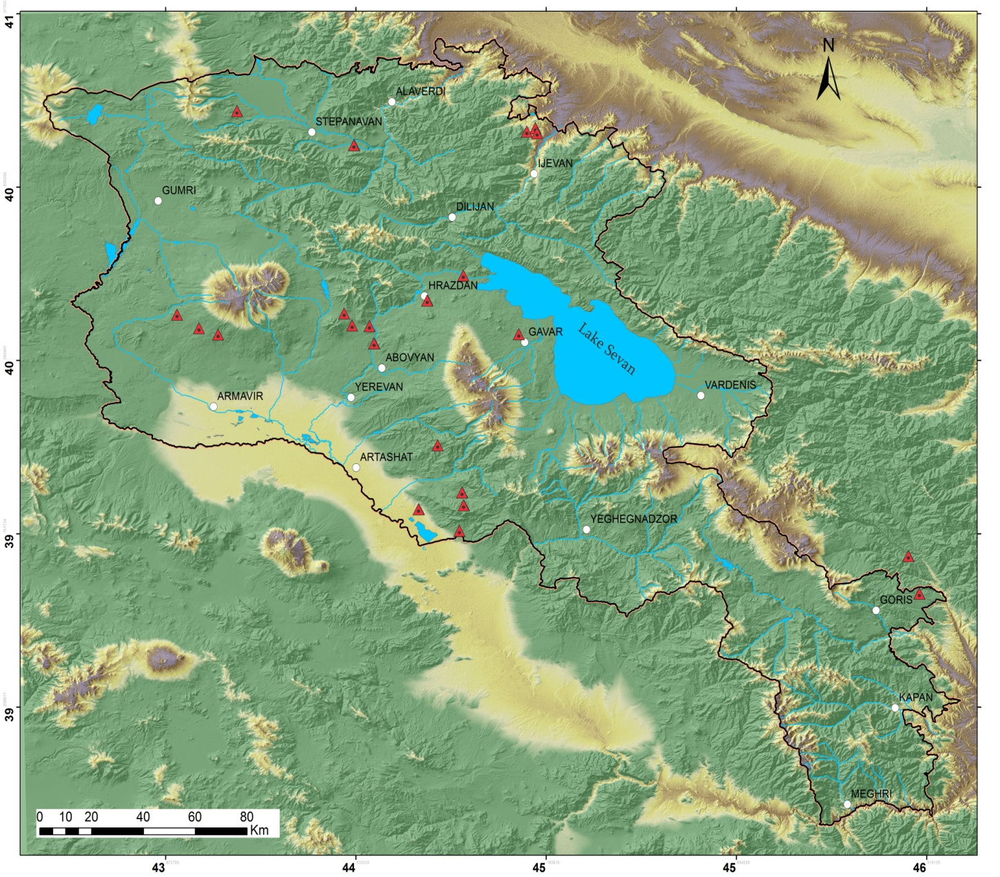 41
N
ALAVERDI
STEPANAVAN
IJEVAN
40
GUMRI
DILIJAN
HRAZDAN
Lake Sevan
GAVAR
40
ABOVYAN
YEREVAN
VARDENIS
ARMAVIR
ARTASHAT
39
YEGHEGNADZOR
GORIS
39
KAPAN
MEGHRI
0 10 20 40 60 80
Km
43 44 45 45 46